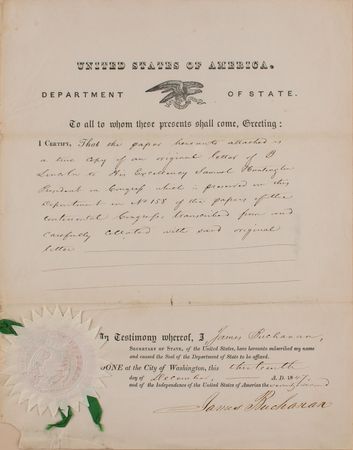 UNITED STATES OF AMERICA.
DEPARTMENT OF STATE.
To all to whom these presents shall come, Greeting:
I CERTIFY, That the paper hereunto attached is
a true copy of an original letter of B
Lincoln to His Excellency Samuel Huntington
President in Congress which is preserved in this
Department in No 158 of the papers of the
Continental Congress, transcribed from and
carefully collated with said original
letter
In Testimony whereof, I James Buchanan,
SECRETARY OF STATE, of the United States, have hereunto subscribed my name
and caused the Seal of the Department of State to be affixed.
DONE at the City of Washington, this thirteenth
day of December, A.D. 1847,
and of the Independence of the United States of America the seventy second
James Buchanan